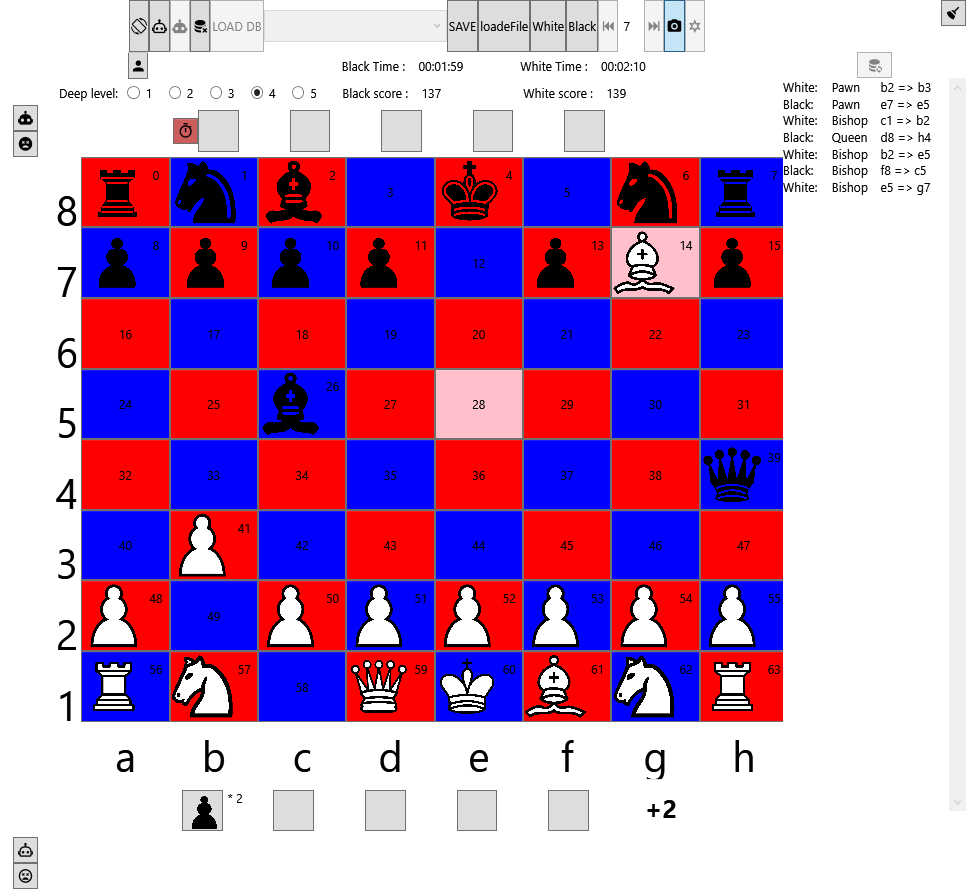 LOAD DB SAVE loadeFile White Black 7
Black Time : 00:01:59 White Time : 00:02:10
Deep level: 1 2 3 4 5 Black score : 137 White score : 139
White: Pawn b2 => b3
Black: Pawn e7 => e5
White: Bishop c1 => b2
Black: Queen d8 => h4
White: Bishop b2 => e5
Black: Bishop f8 => c5
White: Bishop e5 => g7
8 0 1 2 3 4 5 6 7
7 8 9 10 11 12 13 14 15
6 16 17 18 19 20 21 22 23
5 24 25 26 27 28 29 30 31
4 32 33 34 35 36 37 38 39
3 40 41 42 43 44 45 46 47
2 48 49 50 51 52 53 54 55
1 56 57 58 59 60 61 62 63
a b c d e f g h
* 2 +2